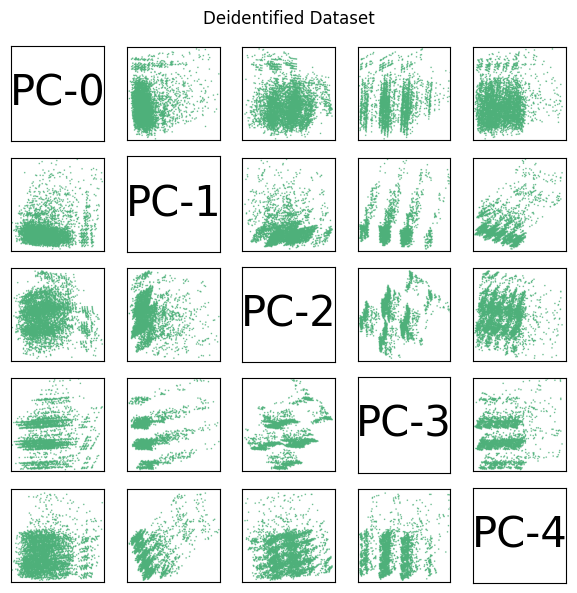 Deidentified Dataset
PC-0
PC-1
PC-2
PC-3
PC-4